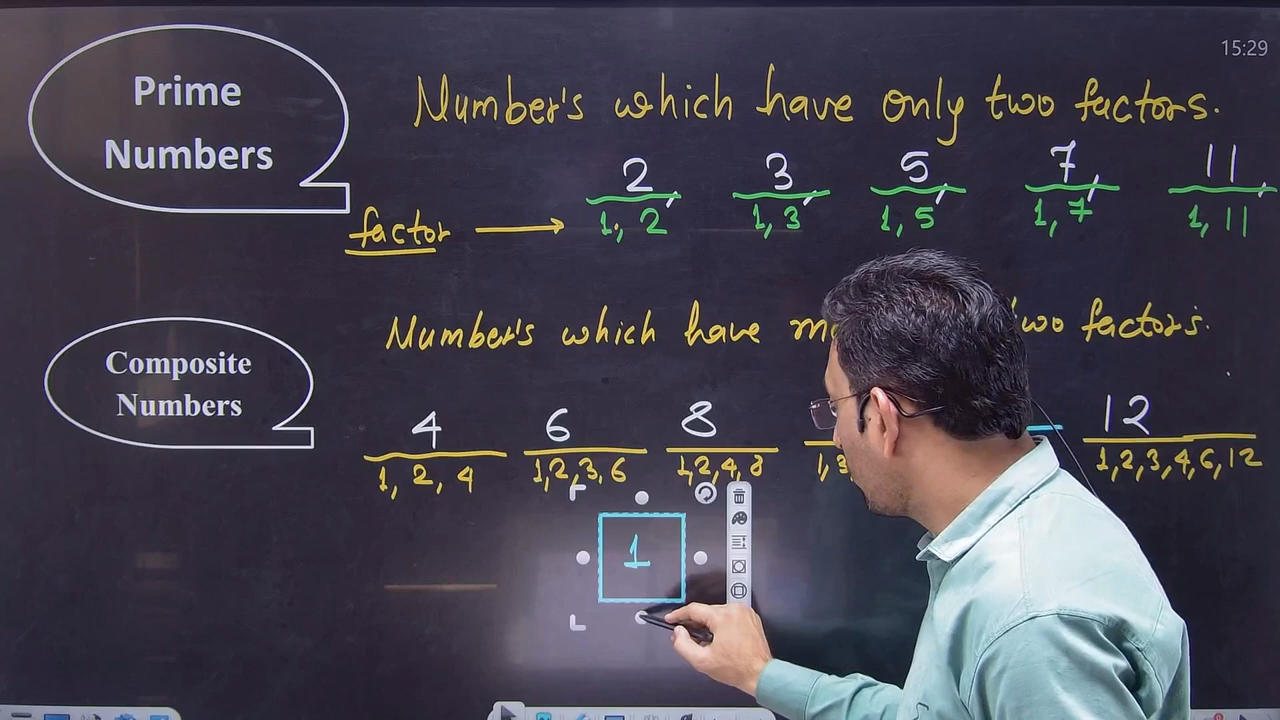 15:29
Prime
Numbers
Number's which have only two factors.
2 3 5 7 11
factor → 1, 2 1, 3 1, 5 1, 7 1, 11
Number's which have two factors.
Composite
Numbers
4 6 8 12
1, 2, 4 1,2,3,6 1,2,4,8 1,2,3,4,6,12
1